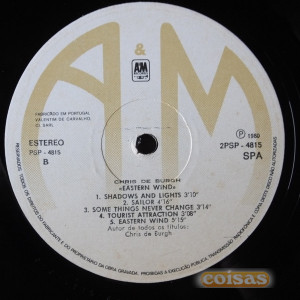 A & M
A&M
RECORDS
FABRICADO EM PORTUGAL
VALENTIM DE CARVALHO
CI, SARL
ESTEREO
PSP - 4815
B
℗ 1980
2PSP - 4815
SPA
CHRIS DE BURGH
«EASTERN WIND»
1. SHADOWS AND LIGHTS 3'10"
2. SAILOR 4'16"
3. SOME THINGS NEVER CHANGE 3'14"
4. TOURIST ATTRACTION 3'08"
5. EASTERN WIND 5'15"
Autor de todos os títulos:
Chris de Burgh
coisas